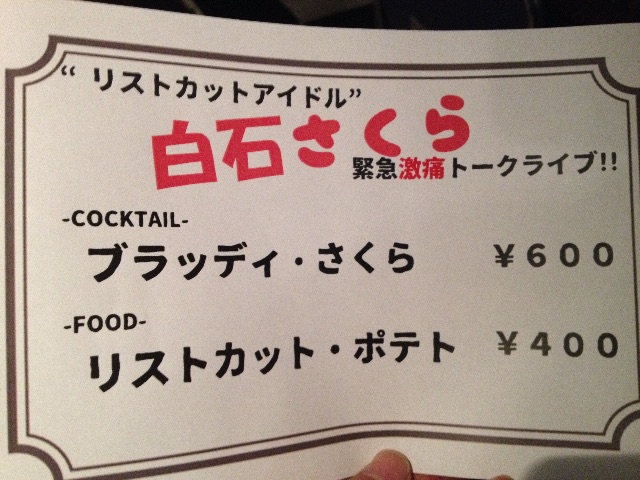 “リストカットアイドル”
白石さくら
緊急激痛トークライブ!!
-COCKTAIL-
ブラッディ・さくら ¥600
-FOOD-
リストカット・ポテト ¥400